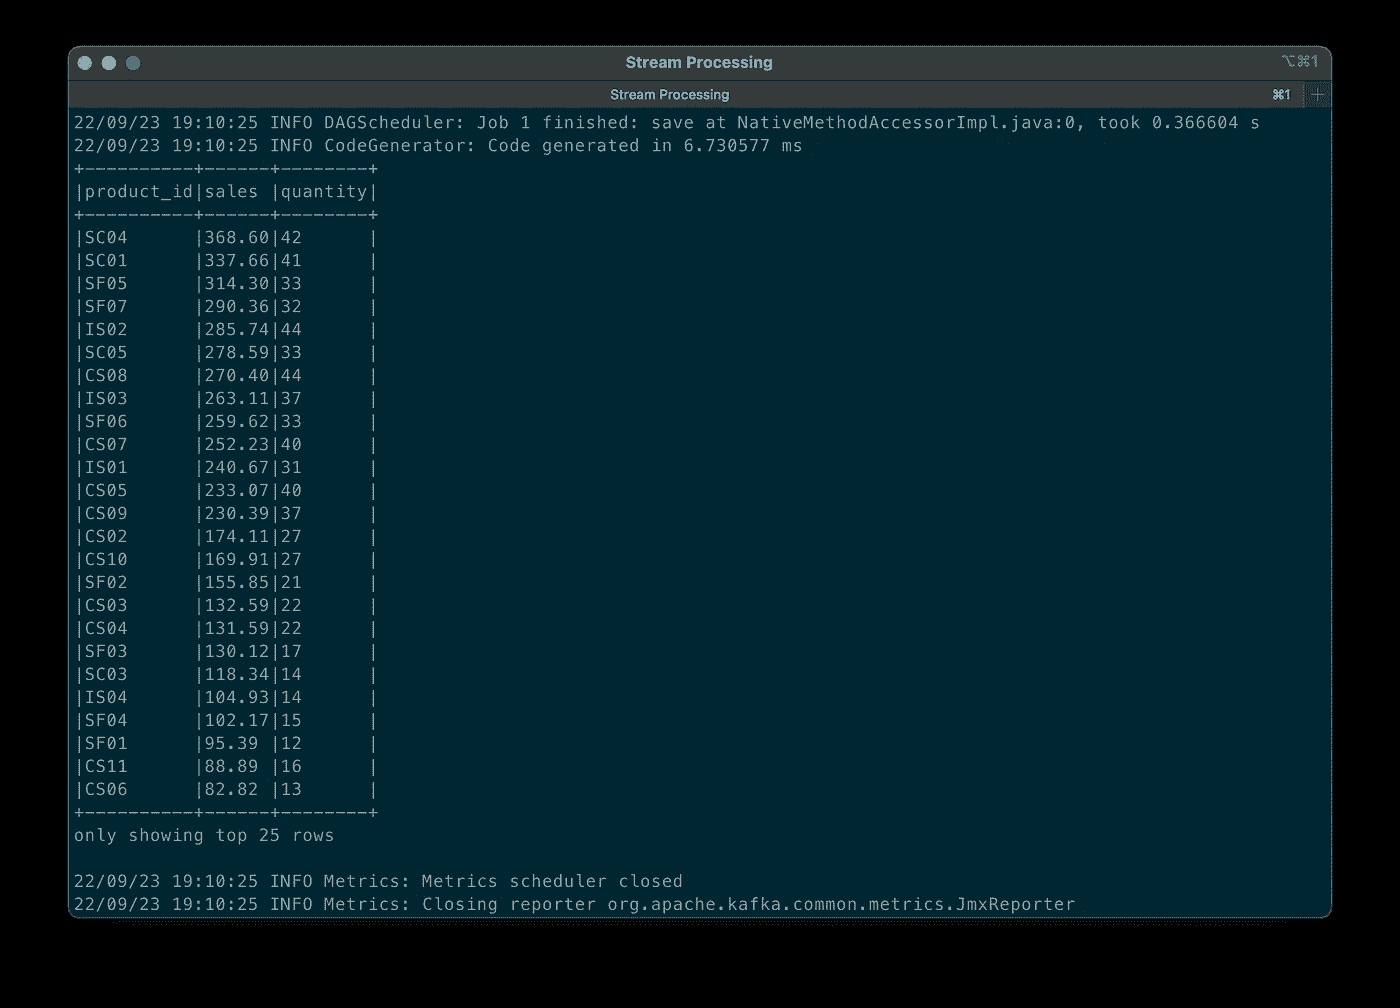 Stream Processing
⌥⌘1
Stream Processing
⌘1
+
22/09/23 19:10:25 INFO DAGScheduler: Job 1 finished: save at NativeMethodAccessorImpl.java:0, took 0.366604 s
22/09/23 19:10:25 INFO CodeGenerator: Code generated in 6.730577 ms
+----------+------+--------+
|product_id|sales |quantity|
+----------+------+--------+
|SC04      |368.60|42      |
|SC01      |337.66|41      |
|SF05      |314.30|33      |
|SF07      |290.36|32      |
|IS02      |285.74|44      |
|SC05      |278.59|33      |
|CS08      |270.40|44      |
|IS03      |263.11|37      |
|SF06      |259.62|33      |
|CS07      |252.23|40      |
|IS01      |240.67|31      |
|CS05      |233.07|40      |
|CS09      |230.39|37      |
|CS02      |174.11|27      |
|CS10      |169.91|27      |
|SF02      |155.85|21      |
|CS03      |132.59|22      |
|CS04      |131.59|22      |
|SF03      |130.12|17      |
|SC03      |118.34|14      |
|IS04      |104.93|14      |
|SF04      |102.17|15      |
|SF01      |95.39 |12      |
|CS11      |88.89 |16      |
|CS06      |82.82 |13      |
+----------+------+--------+
only showing top 25 rows
22/09/23 19:10:25 INFO Metrics: Metrics scheduler closed
22/09/23 19:10:25 INFO Metrics: Closing reporter org.apache.kafka.common.metrics.JmxReporter